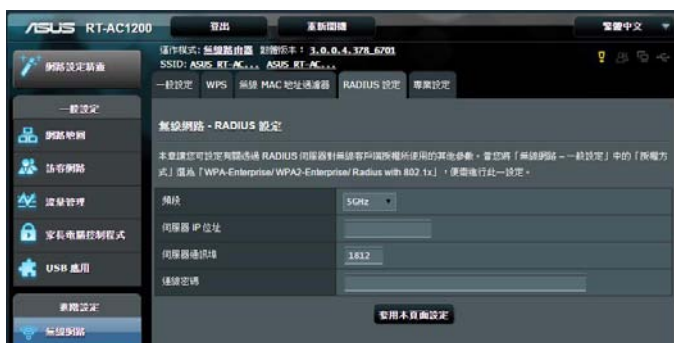 ASUS RT-AC1200 登出 重新開機 繁體中文
運作模式: 無線路由器 韌體版本: 3.0.0.4.378_6701
SSID: ASUS_RT-AC... ASUS_RT-AC...
網路設定精靈
一般設定 WPS 無線 MAC 地址過濾器 RADIUS 設定 專業設定
一般設定
網路地圖
訪客網路
流量管理
家長電腦控制程式
USB 應用
進階設定
無線網路
無線網路 - RADIUS 設定
本章讓您可設定有關透過 RADIUS 伺服器對無線客戶端授權所使用的其他參數。當您將「無線網路 – 一般設定」中的「授權方
式」選為「WPA-Enterprise/ WPA2-Enterprise/ Radius with 802.1x」，便需進行此一設定。
頻段 5GHz
伺服器 IP 位址
伺服器通訊埠 1812
連線密碼
套用本頁面設定